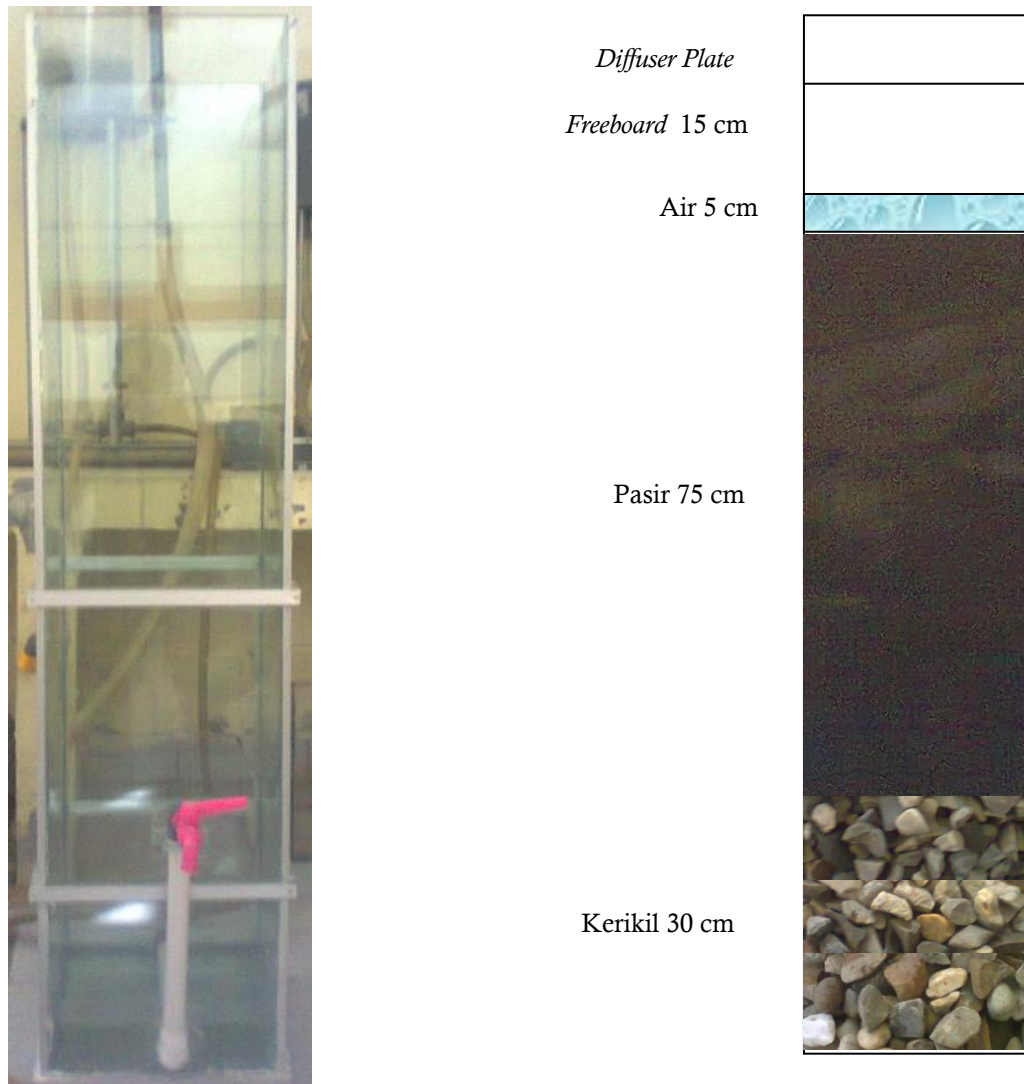 Diffuser Plate
Freeboard 15 cm
Air 5 cm
Pasir 75 cm
Kerikil 30 cm